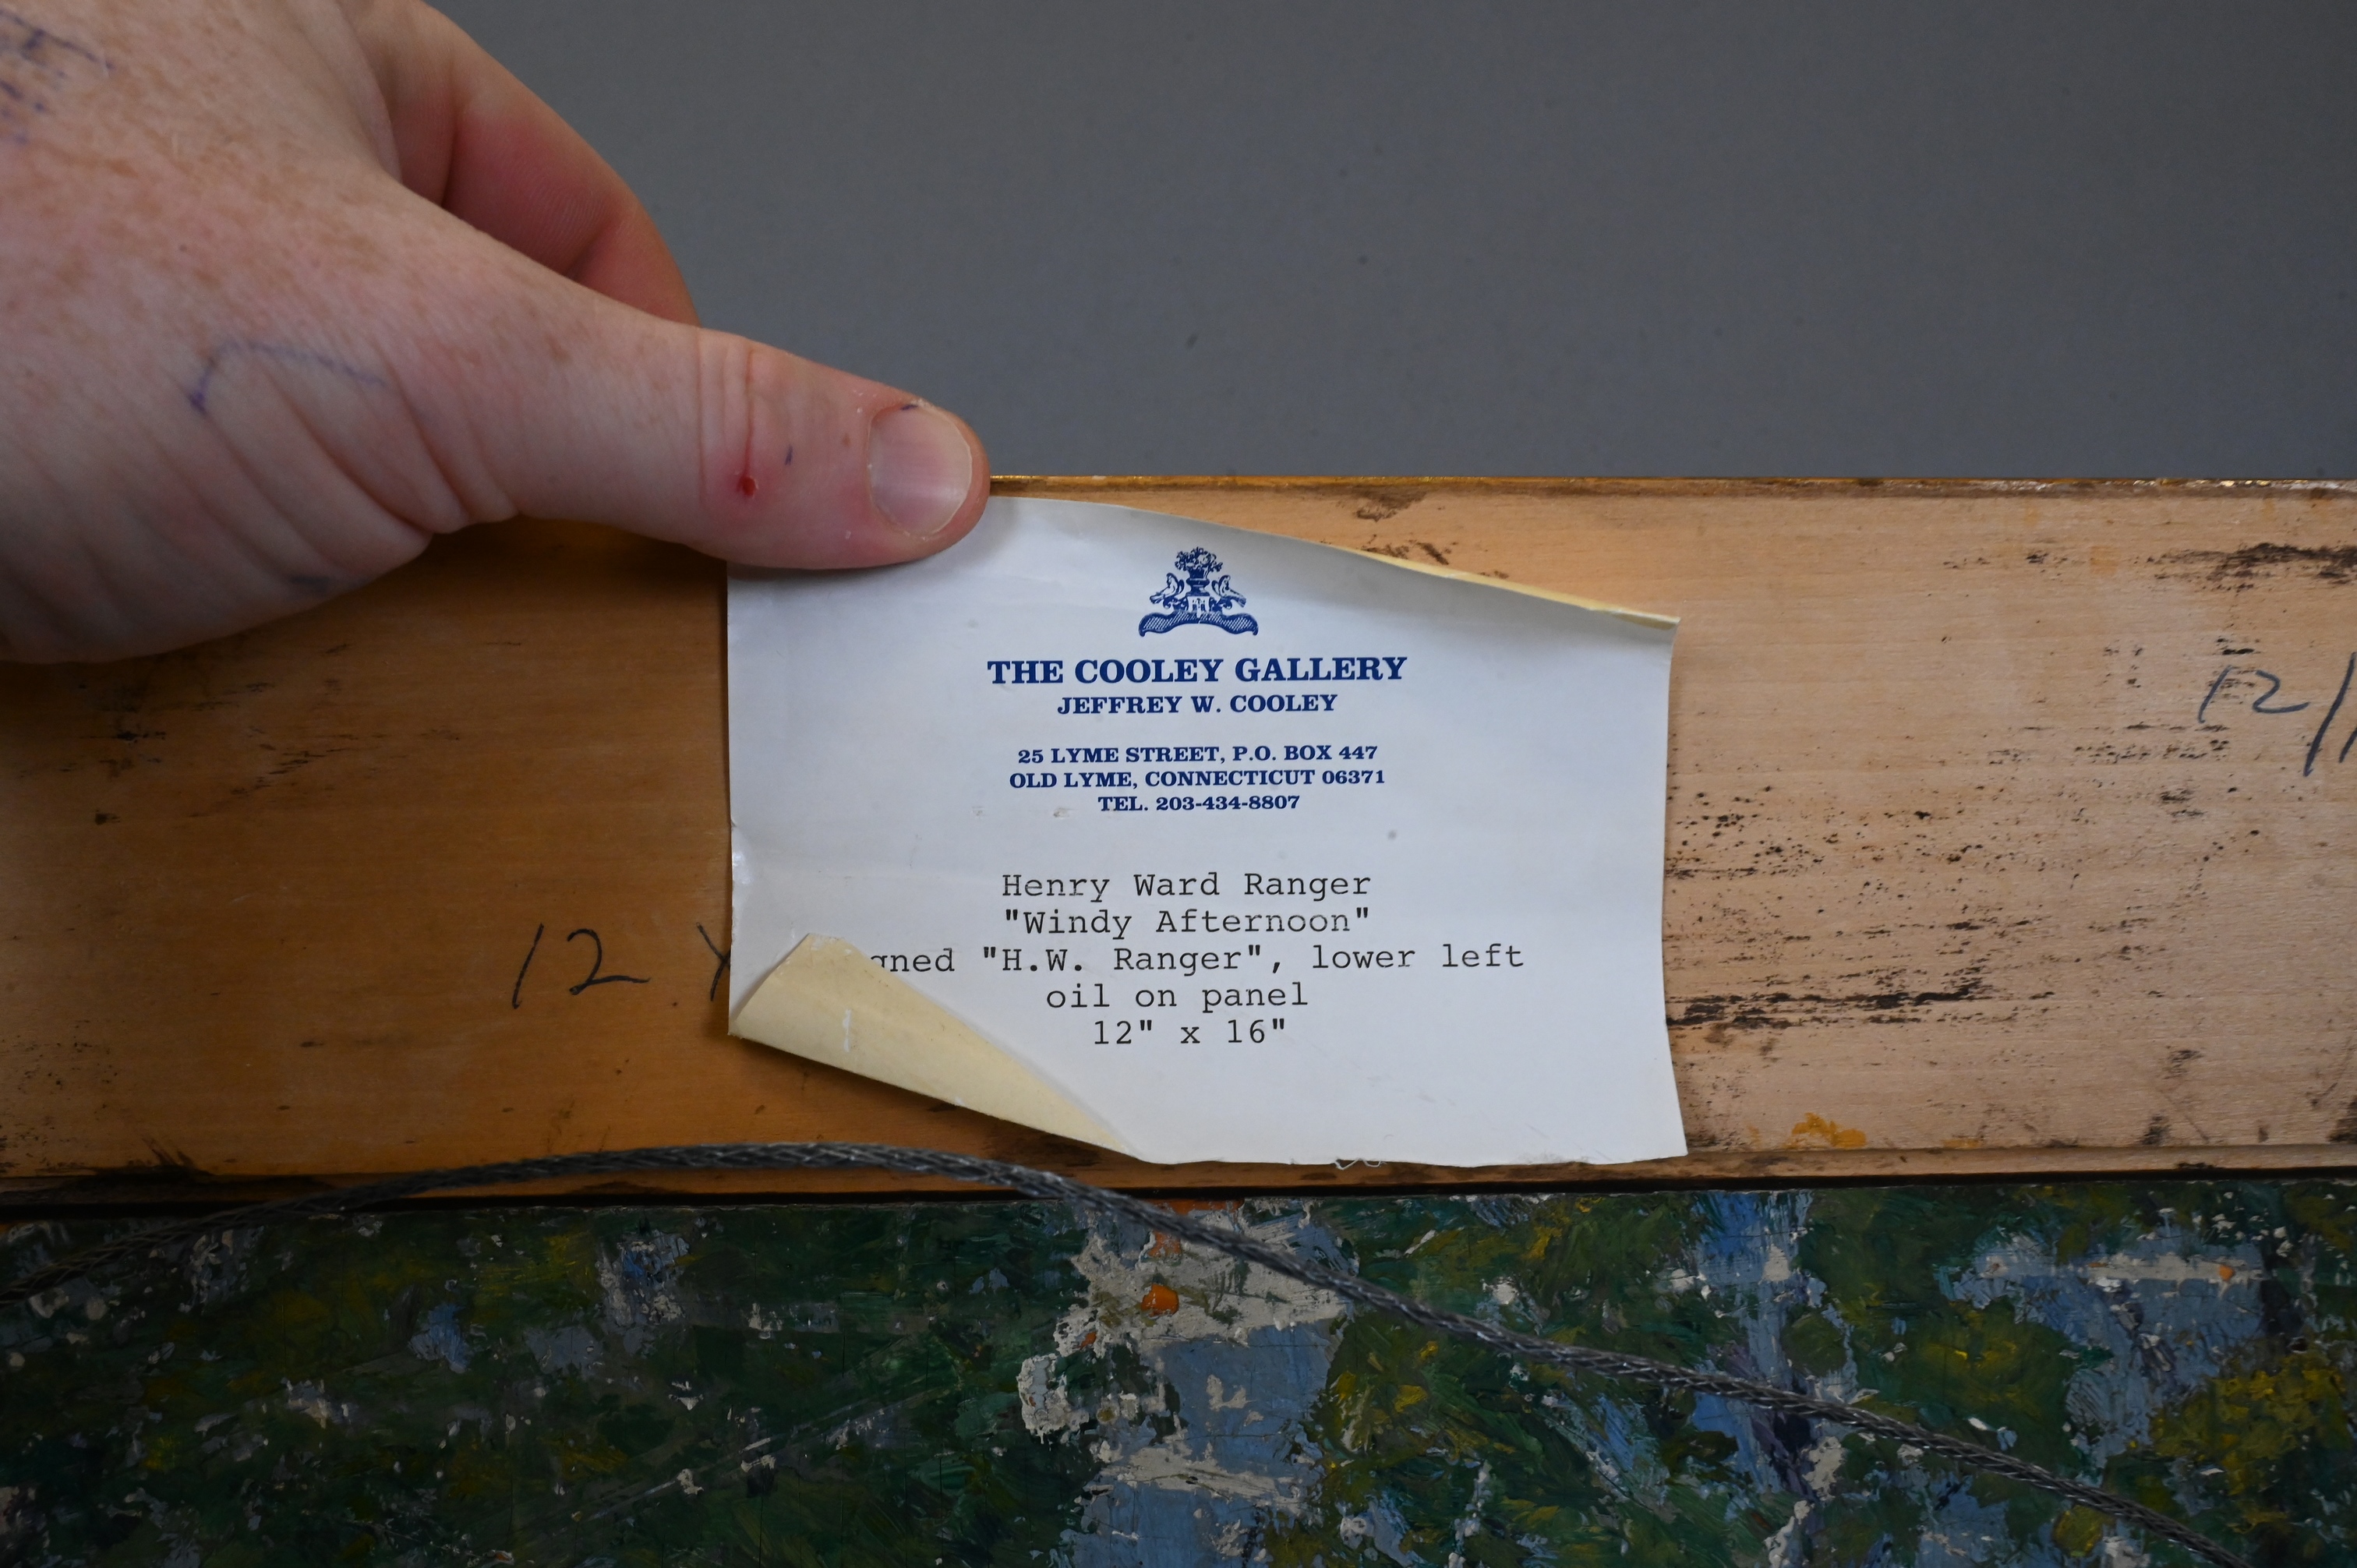 THE COOLEY GALLERY
JEFFREY W. COOLEY
25 LYME STREET, P.O. BOX 447
OLD LYME, CONNECTICUT 06371
TEL. 203-434-8807
Henry Ward Ranger
"Windy Afternoon"
gned "H.W. Ranger", lower left
oil on panel
12" x 16"
12 X
12/